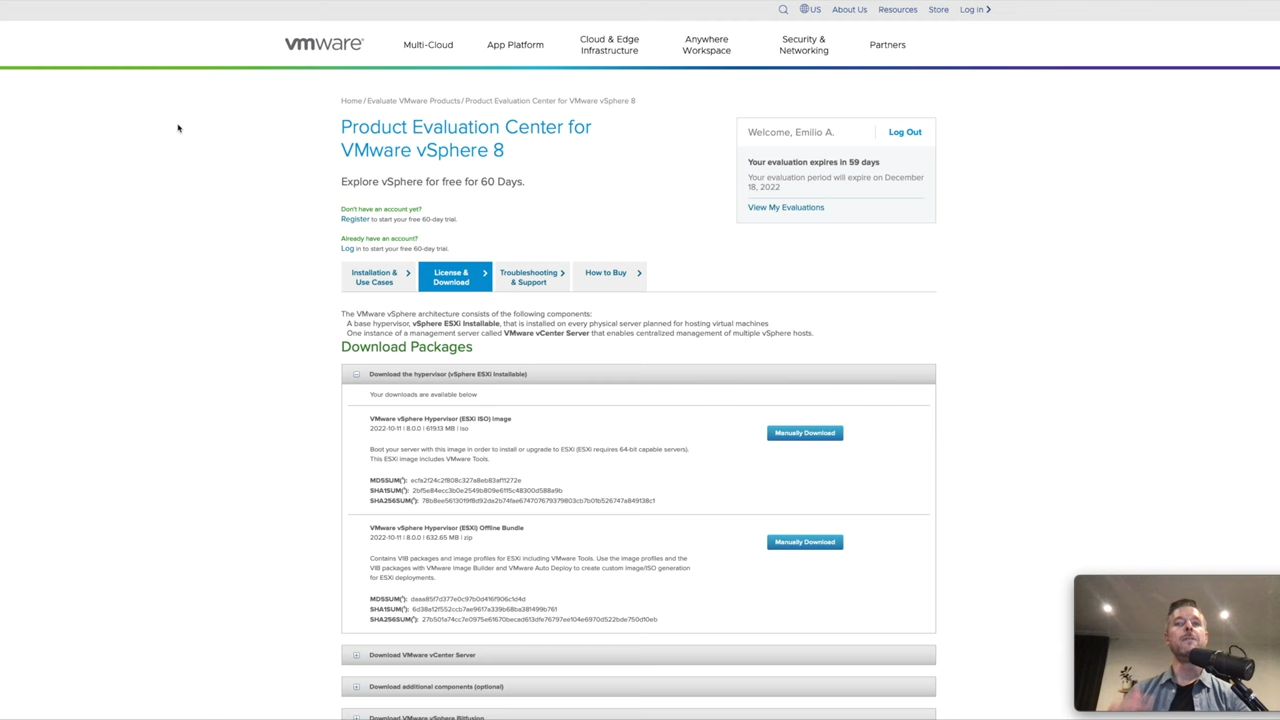 US About Us Resources Store Log in
vmware Multi-Cloud App Platform Cloud & Edge Infrastructure Anywhere Workspace Security & Networking Partners
Home / Evaluate VMware Products / Product Evaluation Center for VMware vSphere 8
Product Evaluation Center for
VMware vSphere 8
Welcome, Emilio A. Log Out
Your evaluation expires in 59 days
Your evaluation period will expire on December
18, 2022
View My Evaluations
Explore vSphere for free for 60 Days.
Don't have an account yet?
Register to start your free 60-day trial.
Already have an account?
Log in to start your free 60-day trial.
Installation & Use Cases License & Download Troubleshooting & Support How to Buy
The VMware vSphere architecture consists of the following components:
A base hypervisor, vSphere ESXi Installable, that is installed on every physical server planned for hosting virtual machines
One instance of a management server called VMware vCenter Server that enables centralized management of multiple vSphere hosts.
Download Packages
Download the hypervisor (vSphere ESXi Installable)
Your downloads are available below
VMware vSphere Hypervisor (ESXi ISO) image
2022-10-11 | 8.0.0 | 619.13 MB | iso
Manually Download
Boot your server with this image in order to install or upgrade to ESXi (ESXi requires 64-bit capable servers).
This ESXi image includes VMware Tools.
MD5SUM(¹): ecfa2f24c2f808c327a8eb83af11272e
SHA1SUM(¹):
SHA256SUM(¹):
VMware vSphere Hypervisor (ESXi) Offline Bundle
2022-10-11 | 8.0.0 | 632.65 MB | zip
Manually Download
Contains VIB packages and image profiles for ESXi including VMware Tools. Use the image profiles and the
VIB packages with VMware Image Builder and VMware Auto Deploy to create custom image/ISO generation
for ESXi deployments.
MD5SUM(¹): daaa85f7d377e0c97b0d416f906c1d4d
SHA1SUM(¹):
SHA256SUM(¹):
Download VMware vCenter Server
Download additional components (optional)
Download VMware vSphere Bitfusion